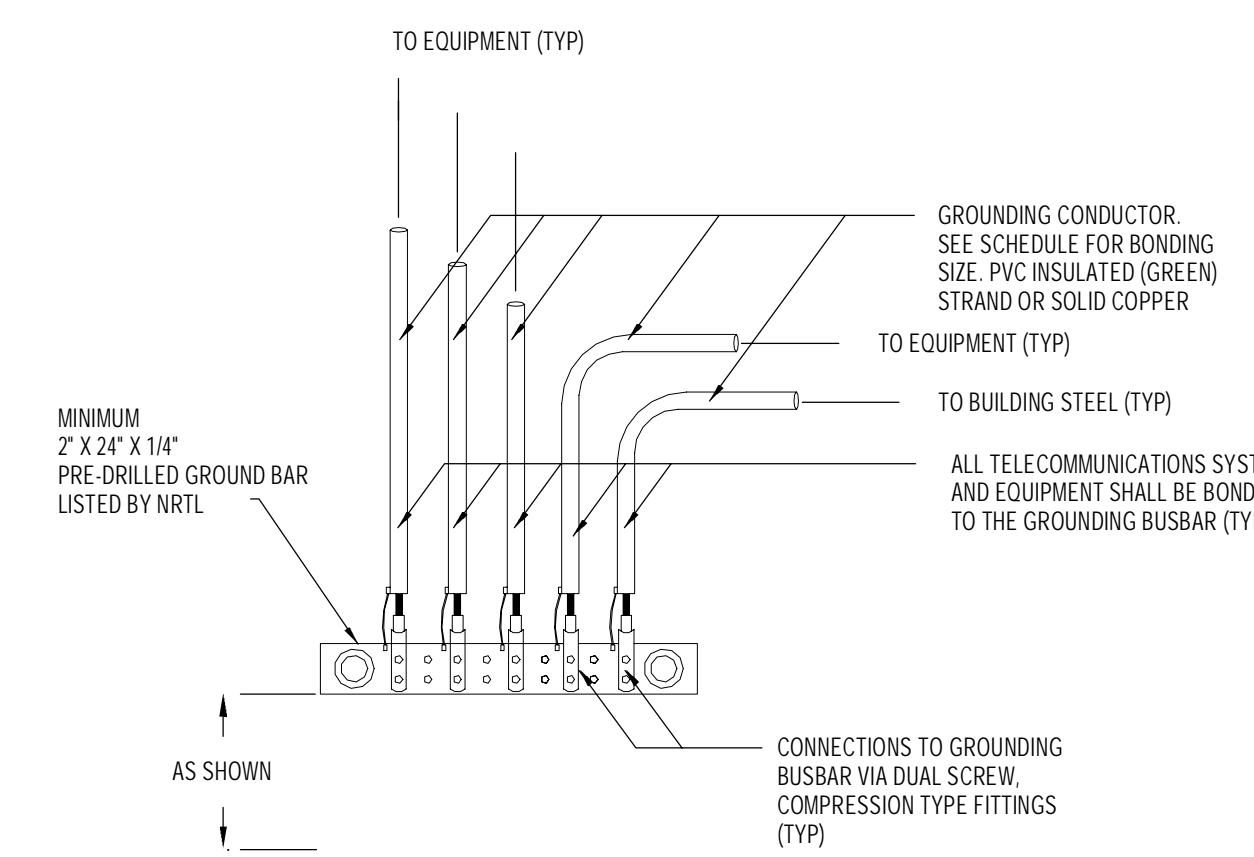 TO EQUIPMENT (TYP)
GROUNDING CONDUCTOR.
SEE SCHEDULE FOR BONDING
SIZE. PVC INSULATED (GREEN)
STRAND OR SOLID COPPER
TO EQUIPMENT (TYP)
TO BUILDING STEEL (TYP)
MINIMUM
2" X 24" X 1/4"
PRE-DRILLED GROUND BAR
LISTED BY NRTL
ALL TELECOMMUNICATIONS
AND EQUIPMENT SHALL BE
TO THE GROUNDING BUSBAR
AS SHOWN
CONNECTIONS TO GROUNDING
BUSBAR VIA DUAL SCREW,
COMPRESSION TYPE FITTINGS
(TYP)